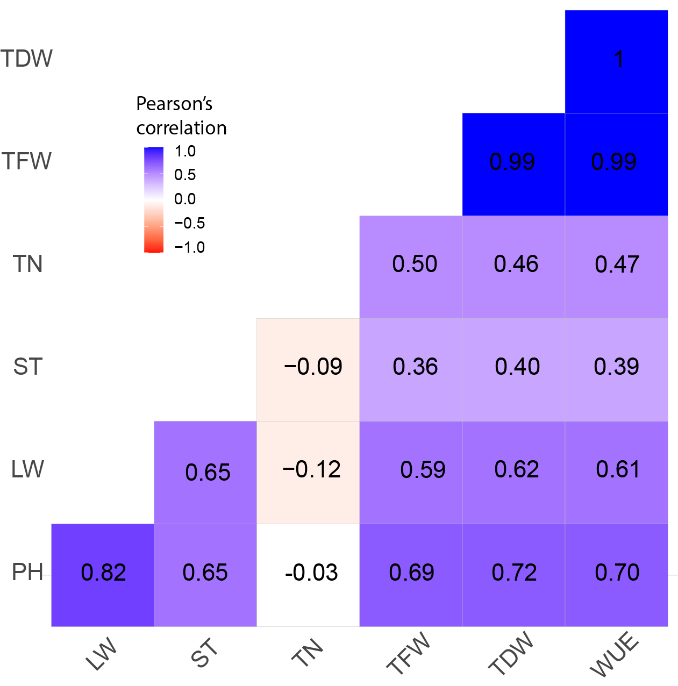 TDW 1
Pearson's
correlation
1.0
0.5
0.0
−0.5
−1.0
TFW 0.99 0.99
TN 0.50 0.46 0.47
ST −0.09 0.36 0.40 0.39
LW 0.65 −0.12 0.59 0.62 0.61
PH 0.82 0.65 -0.03 0.69 0.72 0.70
LW ST TN TFW TDW WUE